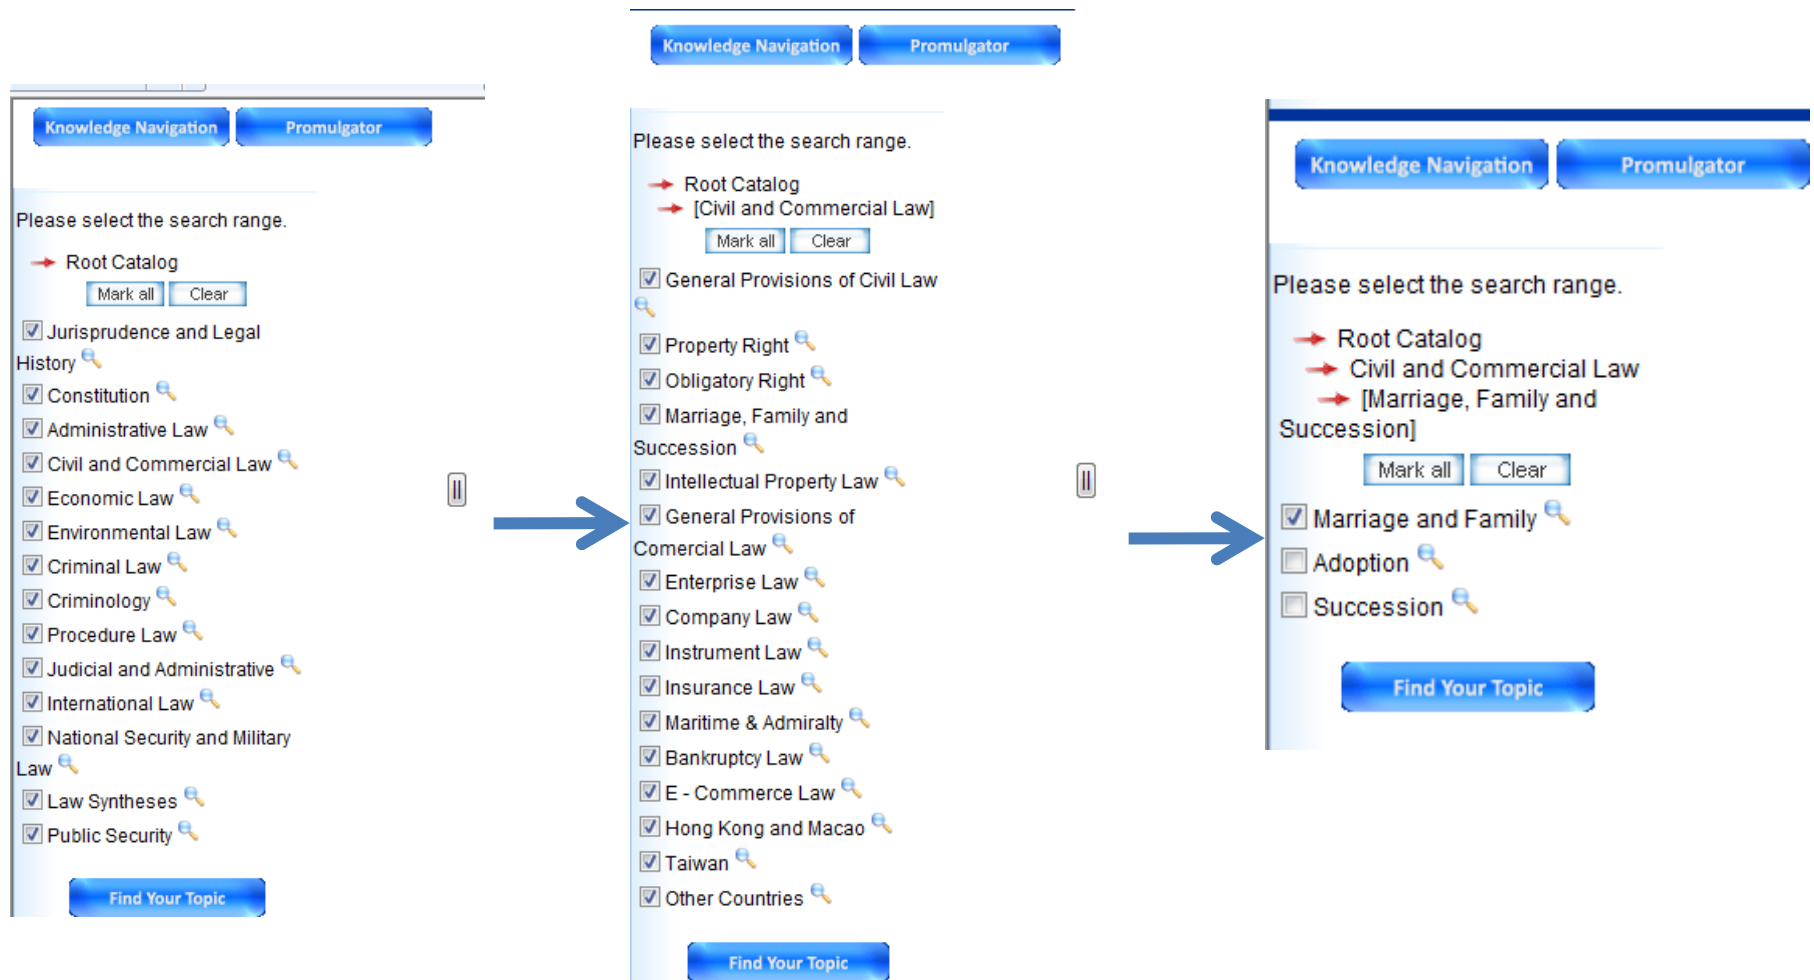 Knowledge Navigation
Promulgator
Please select the search range.
Root Catalog
Mark all
Clear
Jurisprudence and Legal
History
Constitution
Administrative Law
Civil and Commercial Law
Economic Law
Environmental Law
Criminal Law
Criminology
Procedure Law
Judicial and Administrative
International Law
National Security and Military
Law
Law Syntheses
Public Security
Find Your Topic
Knowledge Navigation
Promulgator
Please select the search range.
Root Catalog
[Civil and Commercial Law]
Mark all
Clear
General Provisions of Civil Law
Property Right
Obligatory Right
Marriage, Family and
Succession
Intellectual Property Law
General Provisions of
Comercial Law
Enterprise Law
Company Law
Instrument Law
Insurance Law
Maritime & Admiralty
Bankruptcy Law
E - Commerce Law
Hong Kong and Macao
Taiwan
Other Countries
Find Your Topic
Knowledge Navigation
Promulgator
Please select the search range.
Root Catalog
Civil and Commercial Law
[Marriage, Family and
Succession]
Mark all
Clear
Marriage and Family
Adoption
Succession
Find Your Topic